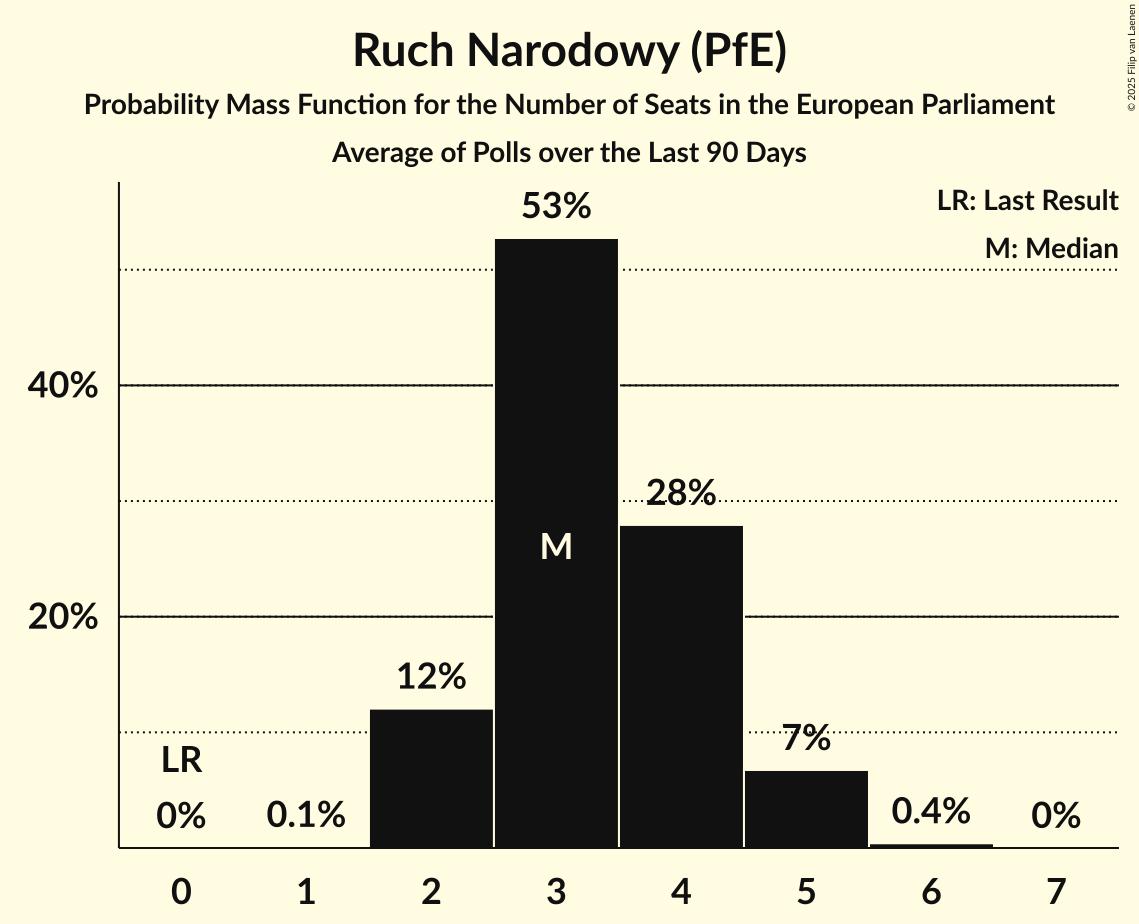 Ruch Narodowy (PfE)
Probability Mass Function for the Number of Seats in the European Parliament
Average of Polls over the Last 90 Days
© 2025 Filip van Laenen
LR: Last Result
M: Median
53%
40%
28%
M
20%
12%
7%
LR
0%
0.1%
0.4%
0%
0 1 2 3 4 5 6 7